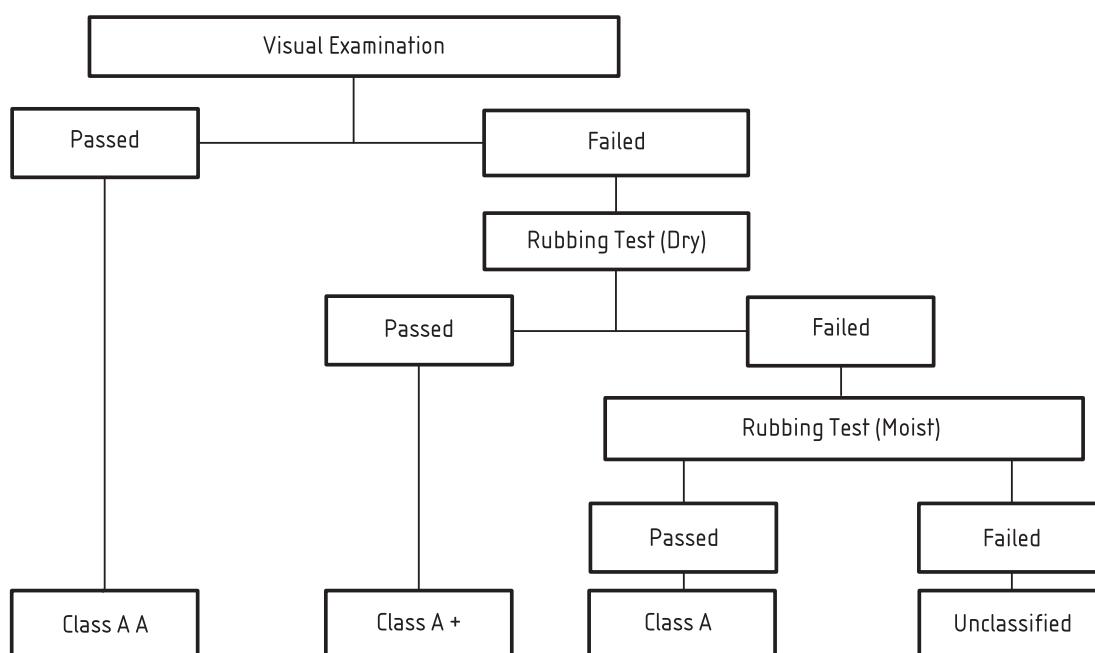 Visual Examination
Passed
Failed
Rubbing Test (Dry)
Passed
Failed
Rubbing Test (Moist)
Passed
Failed
Class A A
Class A +
Class A
Unclassified